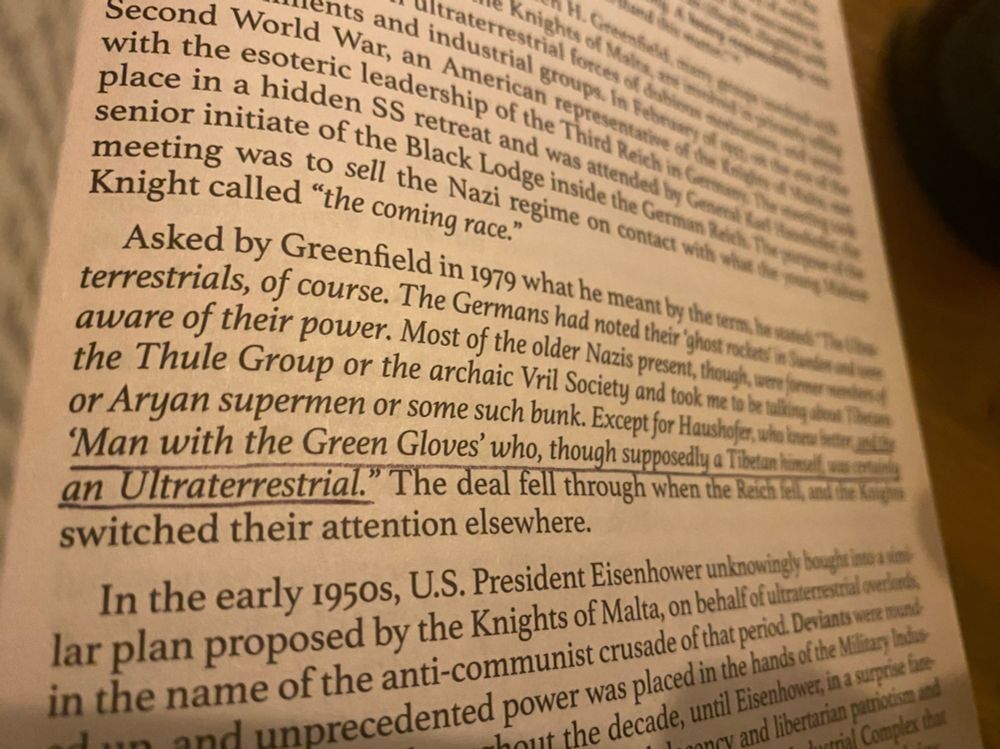 n H. Greenfield, many groups involved with
the Knights of Malta, are involved in
ments and ultraterrestrial forces of dubious
and industrial groups. In February of
Second World War, an American representative of the Knights of Malta
with the esoteric leadership of the Third Reich in Germany. The meeting took
place in a hidden SS retreat and was attended by General Karl Haushofer, the
senior initiate of the Black Lodge inside the German Reich. The purpose of the
meeting was to sell the Nazi regime on contact with what the young Maltese
Knight called “the coming race.”
Asked by Greenfield in 1979 what he meant by the term, he stated: “The Ultra-
terrestrials, of course. The Germans had noted their ‘ghost rockets’ in Sweden and were
aware of their power. Most of the older Nazis present, though, were former members of
the Thule Group or the archaic Vril Society and took me to be talking about Tibetans
or Aryan supermen or some such bunk. Except for Haushofer, who knew better, and the
‘Man with the Green Gloves’ who, though supposedly a Tibetan himself, was certainly
an Ultraterrestrial.” The deal fell through when the Reich fell, and the Knights
switched their attention elsewhere.
In the early 1950s, U.S. President Eisenhower unknowingly bought into a simi-
lar plan proposed by the Knights of Malta, on behalf of ultraterrestrial overlords,
in the name of the anti-communist crusade of that period. Deviants were round-
ed up, and unprecedented power was placed in the hands of the Military Indus-
hout the decade, until Eisenhower, in a surprise fare-
ancy and libertarian patriotism and
strial Complex that